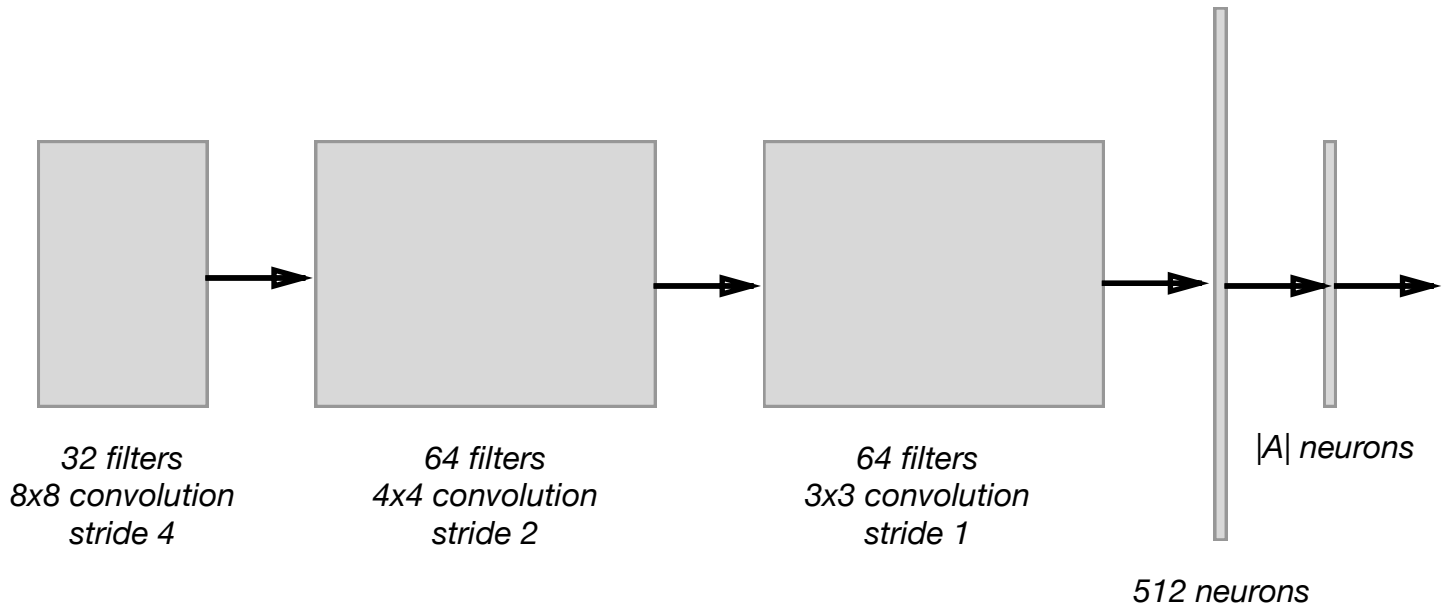 32 filters
8x8 convolution
stride 4
64 filters
4x4 convolution
stride 2
64 filters
3x3 convolution
stride 1
512 neurons
|A| neurons